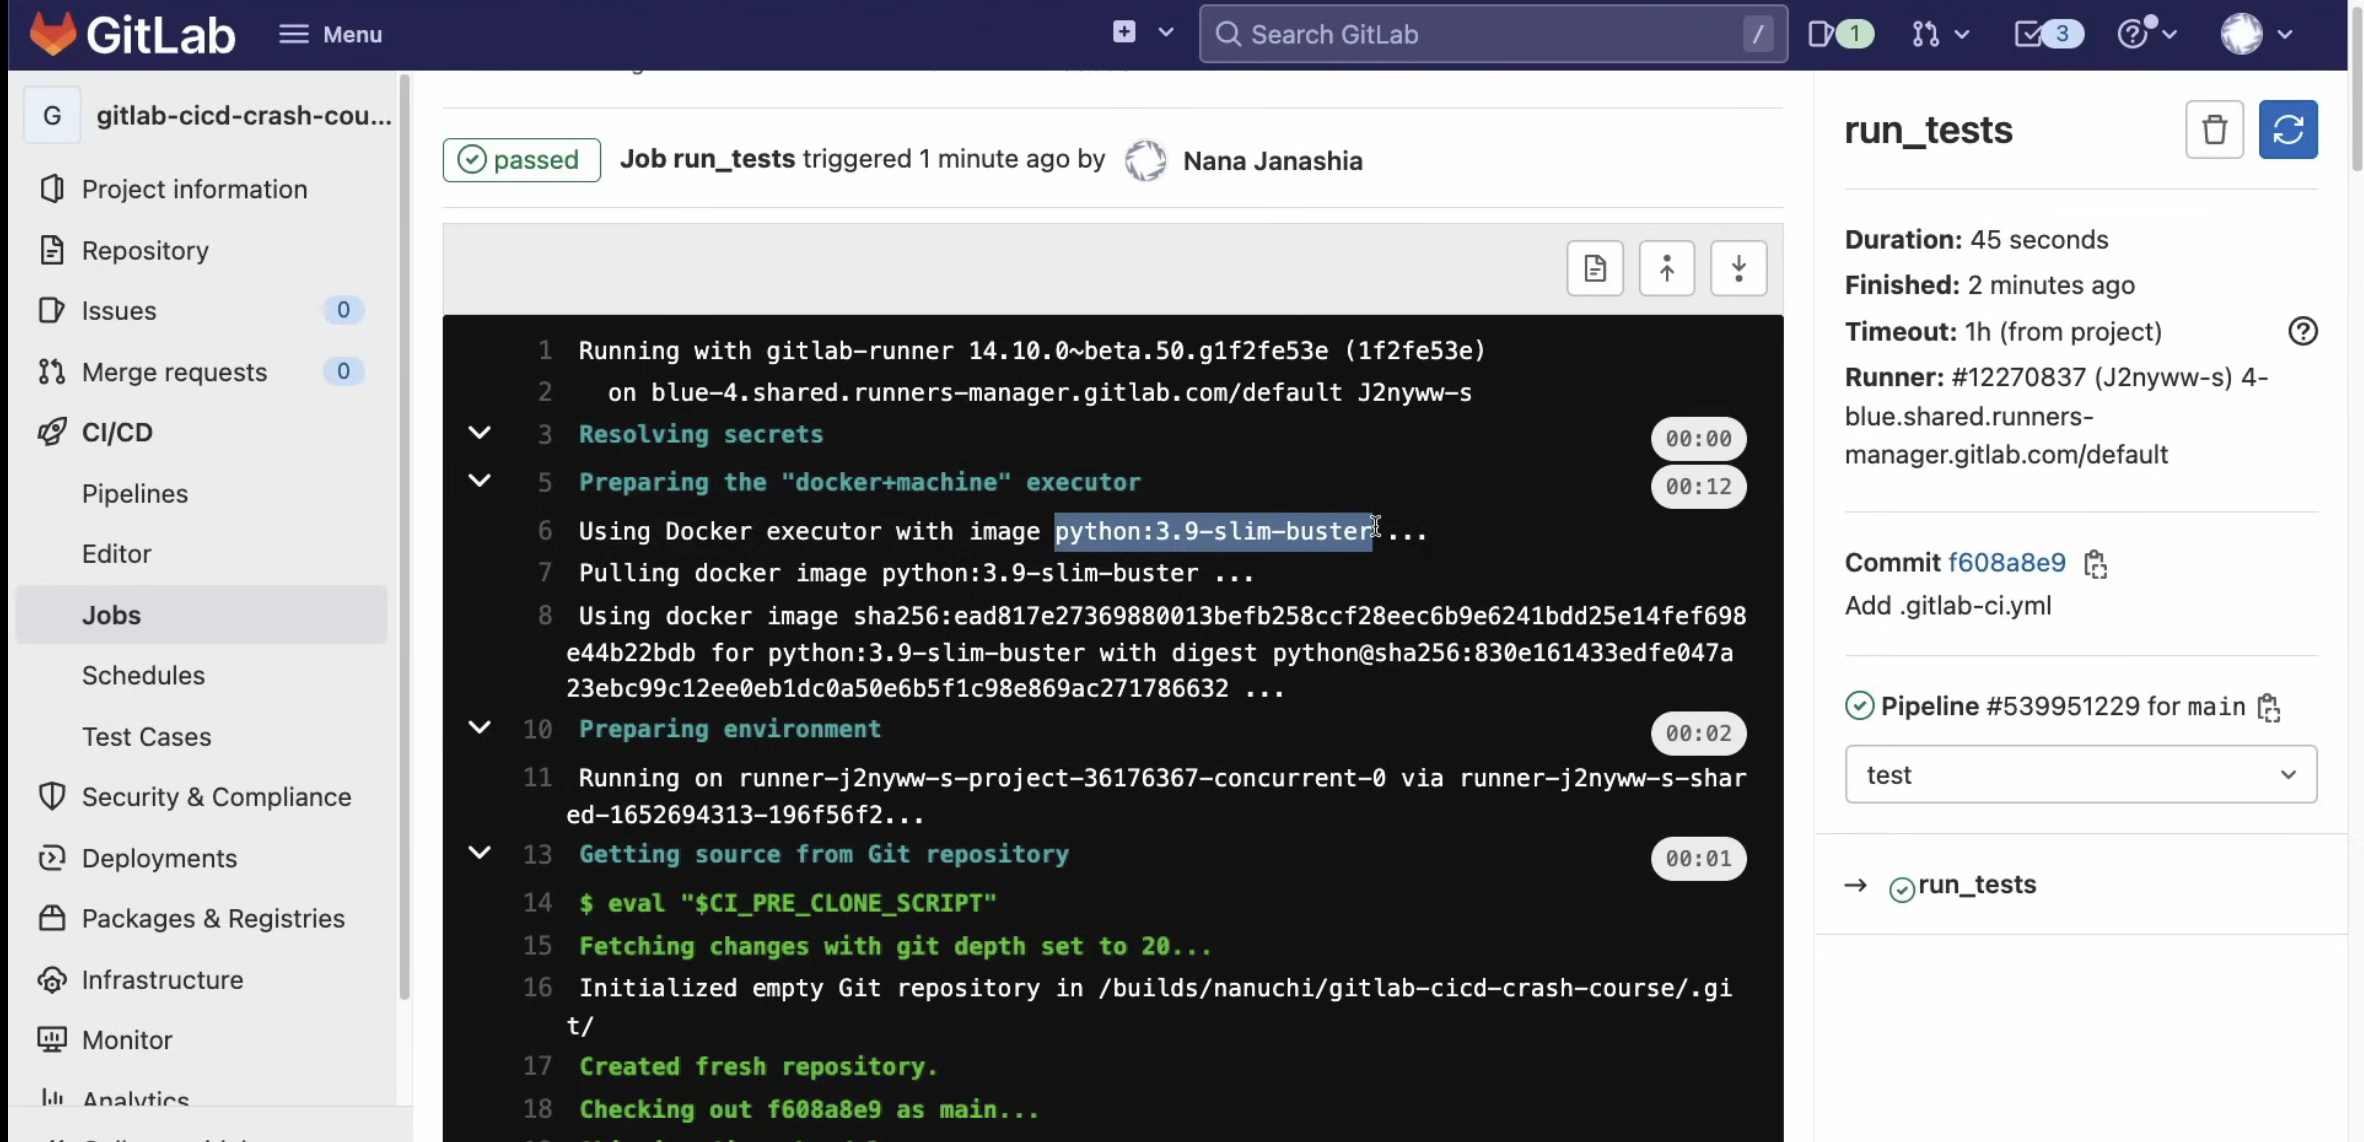 GitLab
Menu
Search GitLab
/
1
3
G
gitlab-cicd-crash-cou...
Project information
Repository
Issues
0
Merge requests
0
CI/CD
Pipelines
Editor
Jobs
Schedules
Test Cases
Security & Compliance
Deployments
Packages & Registries
Infrastructure
Monitor
Analytics
passed
Job run_tests triggered 1 minute ago by Nana Janashia
1 Running with gitlab-runner 14.10.0~beta.50.g1f2fe53e (1f2fe53e)
2 on blue-4.shared.runners-manager.gitlab.com/default J2nyww-s
3 Resolving secrets 00:00
5 Preparing the "docker+machine" executor 00:12
6 Using Docker executor with image python:3.9-slim-buster ...
7 Pulling docker image python:3.9-slim-buster ...
8 Using docker image sha256:ead817e27369880013befb258ccf28eec6b9e6241bdd25e14fef698
e44b22bdb for python:3.9-slim-buster with digest python@sha256:830e161433edfe047a
23ebc99c12ee0eb1dc0a50e6b5f1c98e869ac271786632 ...
10 Preparing environment 00:02
11 Running on runner-j2nyww-s-project-36176367-concurrent-0 via runner-j2nyww-s-shar
ed-1652694313-196f56f2...
13 Getting source from Git repository 00:01
14 $ eval "$CI_PRE_CLONE_SCRIPT"
15 Fetching changes with git depth set to 20...
16 Initialized empty Git repository in /builds/nanuchi/gitlab-cicd-crash-course/.gi
t/
17 Created fresh repository.
18 Checking out f608a8e9 as main...
run_tests
Duration: 45 seconds
Finished: 2 minutes ago
Timeout: 1h (from project)
Runner: #12270837 (J2nyww-s) 4-
blue.shared.runners-
manager.gitlab.com/default
Commit f608a8e9
Add .gitlab-ci.yml
Pipeline #539951229 for main
test
→ run_tests